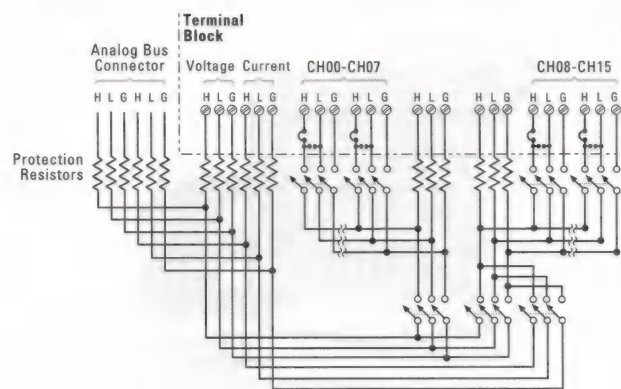 Terminal
Block
Analog Bus
Connector
Voltage Current CH00-CH07 CH08-CH15
H L G H L G H L G H L G H L G H L G H L G H L G H L G H L G
Protection
Resistors